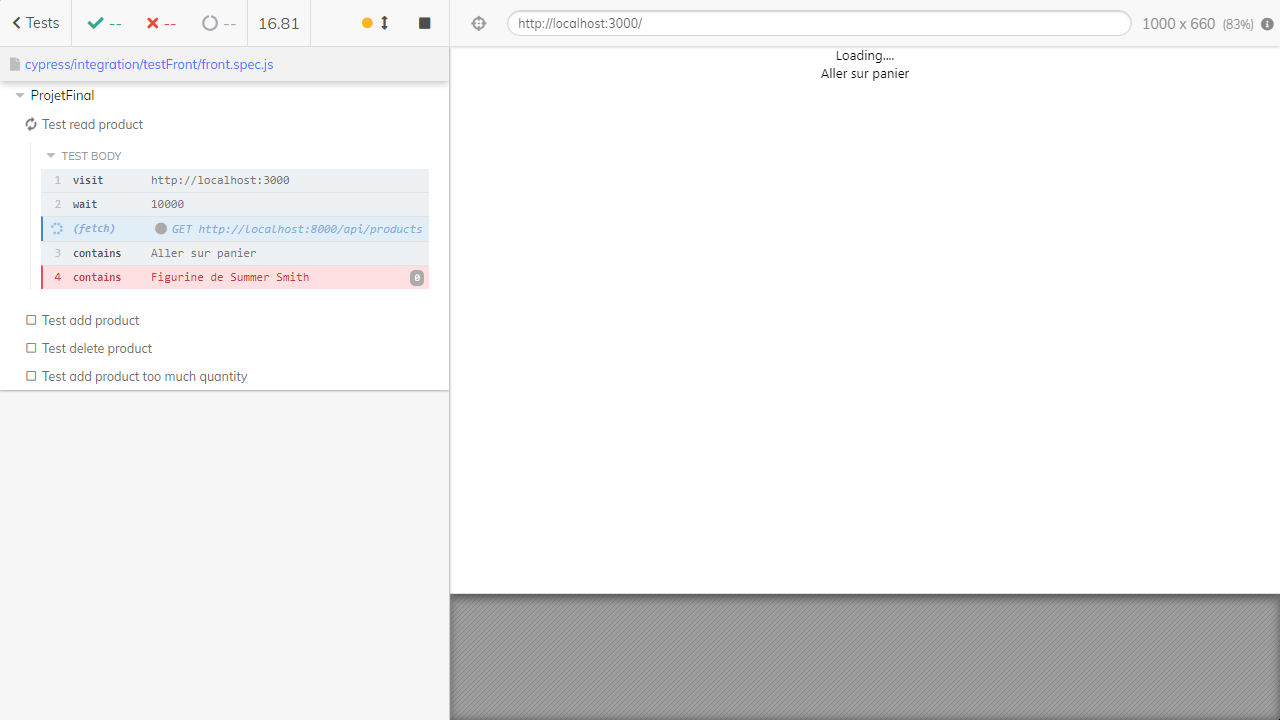 Tests -- -- -- 16.81
http://localhost:3000/ 1000 x 660 (83%)
cypress/integration/testFront/front.spec.js
ProjetFinal
Test read product
TEST BODY
1 visit http://localhost:3000
2 wait 10000
(fetch) GET http://localhost:8000/api/products
3 contains Aller sur panier
4 contains Figurine de Summer Smith 0
Test add product
Test delete product
Test add product too much quantity
Loading....
Aller sur panier